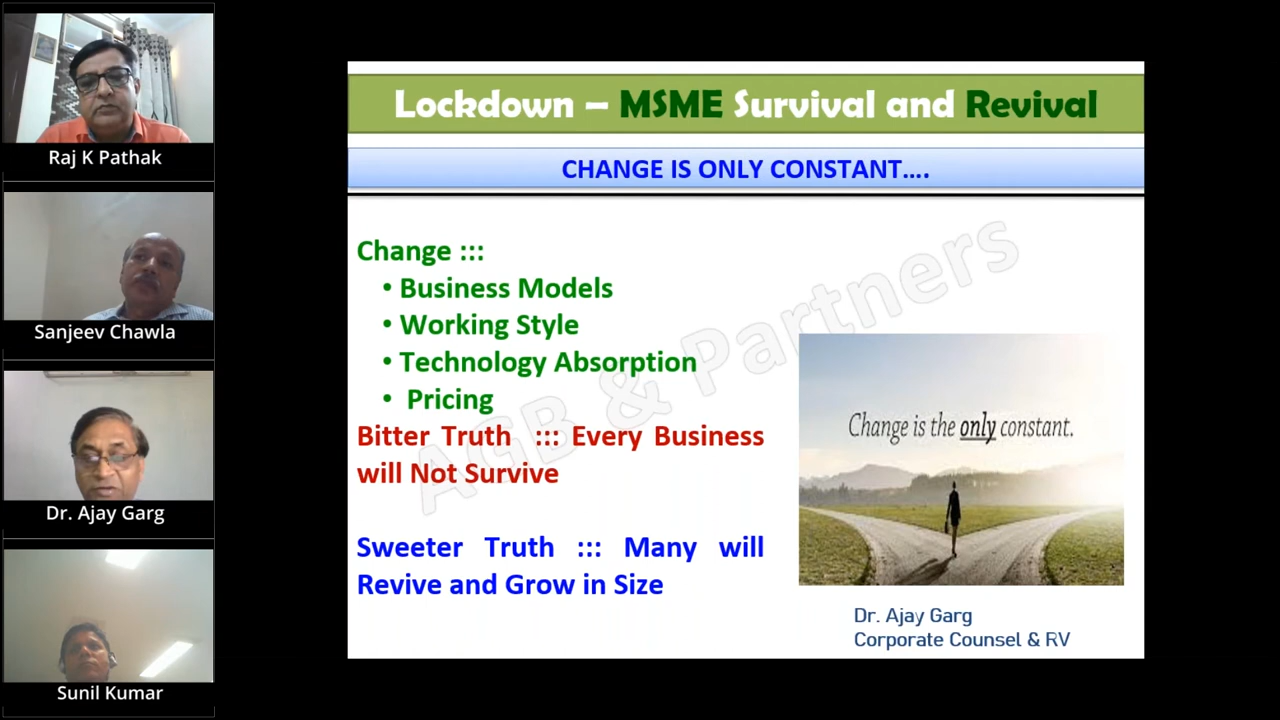 Raj K Pathak
Sanjeev Chawla
Dr. Ajay Garg
Sunil Kumar
Lockdown – MSME Survival and Revival
CHANGE IS ONLY CONSTANT....
Change :::
• Business Models
• Working Style
• Technology Absorption
• Pricing
Bitter Truth ::: Every Business
will Not Survive
Sweeter Truth ::: Many will
Revive and Grow in Size
AGB & Partners
Change is the only constant.
Dr. Ajay Garg
Corporate Counsel & RV